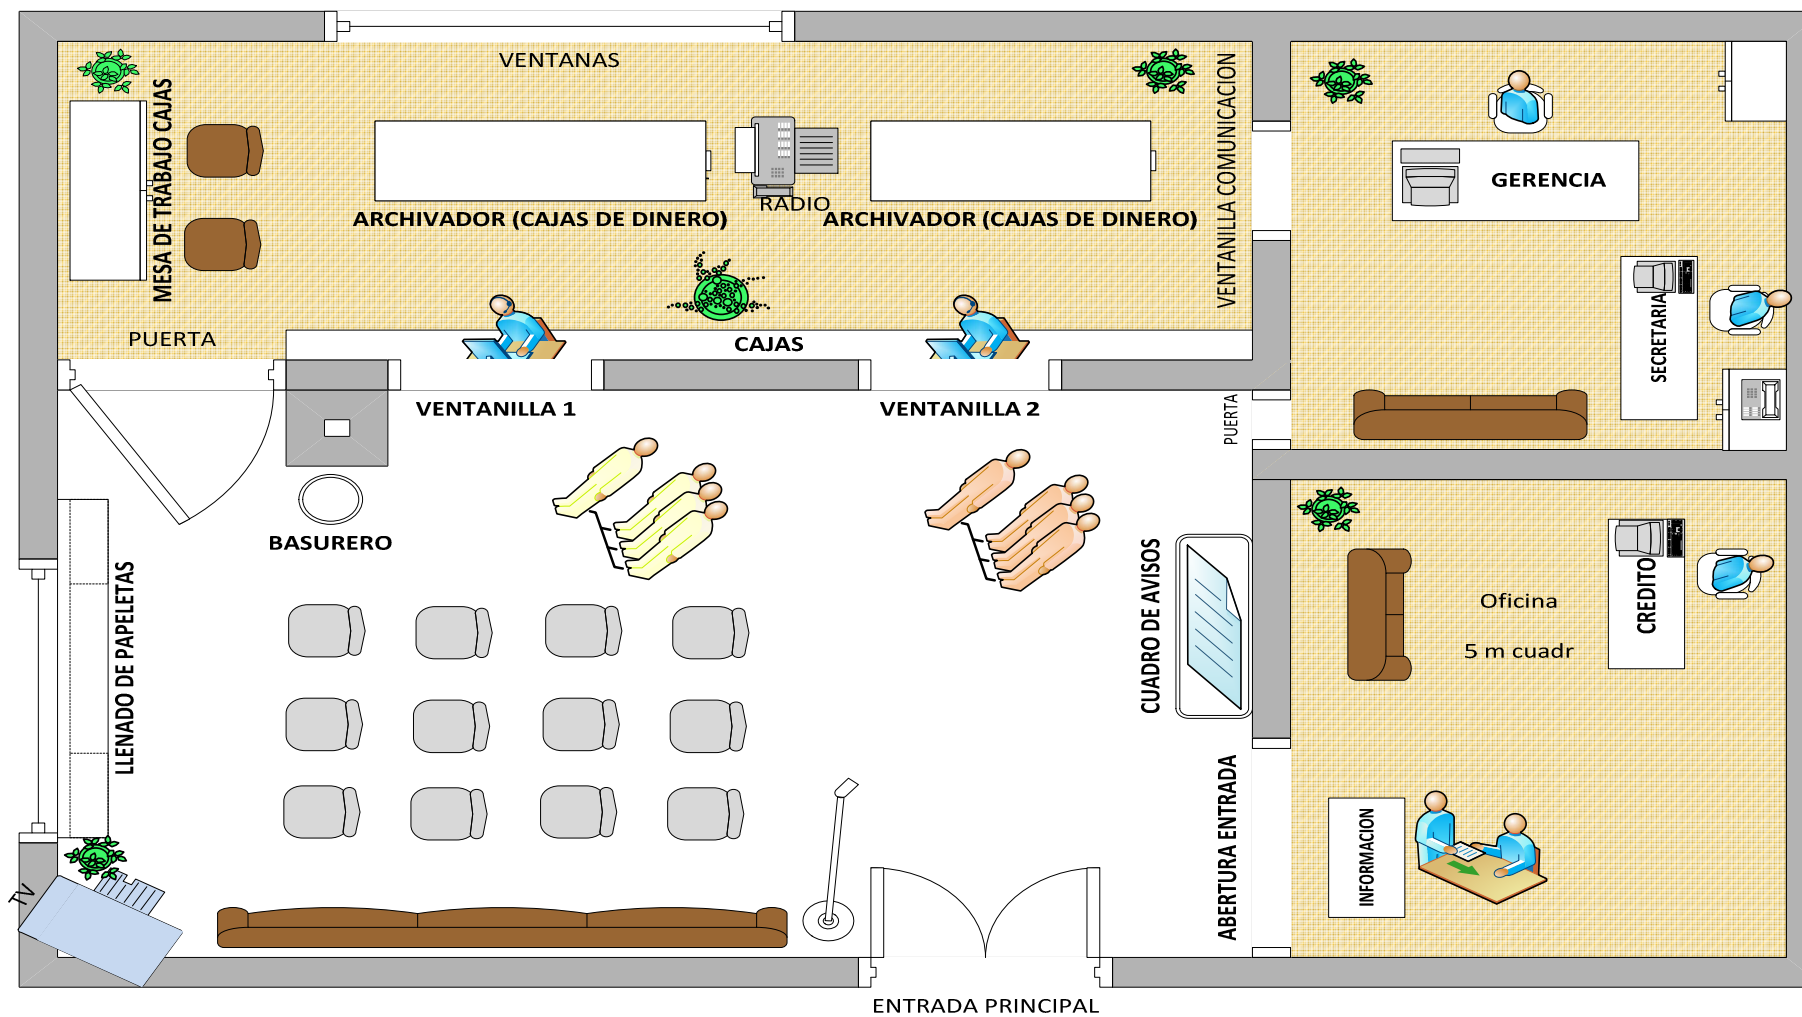 VENTANAS
MESA DE TRABAJO CAJAS
RADIO
ARCHIVADOR (CAJAS DE DINERO)
ARCHIVADOR (CAJAS DE DINERO)
VENTANILLA COMUNICACION
GERENCIA
SECRETARIA
PUERTA
CAJAS
VENTANILLA 1
VENTANILLA 2
PUERTA
BASURERO
LLENADO DE PAPELETAS
CUADRO DE AVISOS
Oficina
5 m cuadr
CREDITO
TV
ABERTURA ENTRADA
INFORMACION
ENTRADA PRINCIPAL